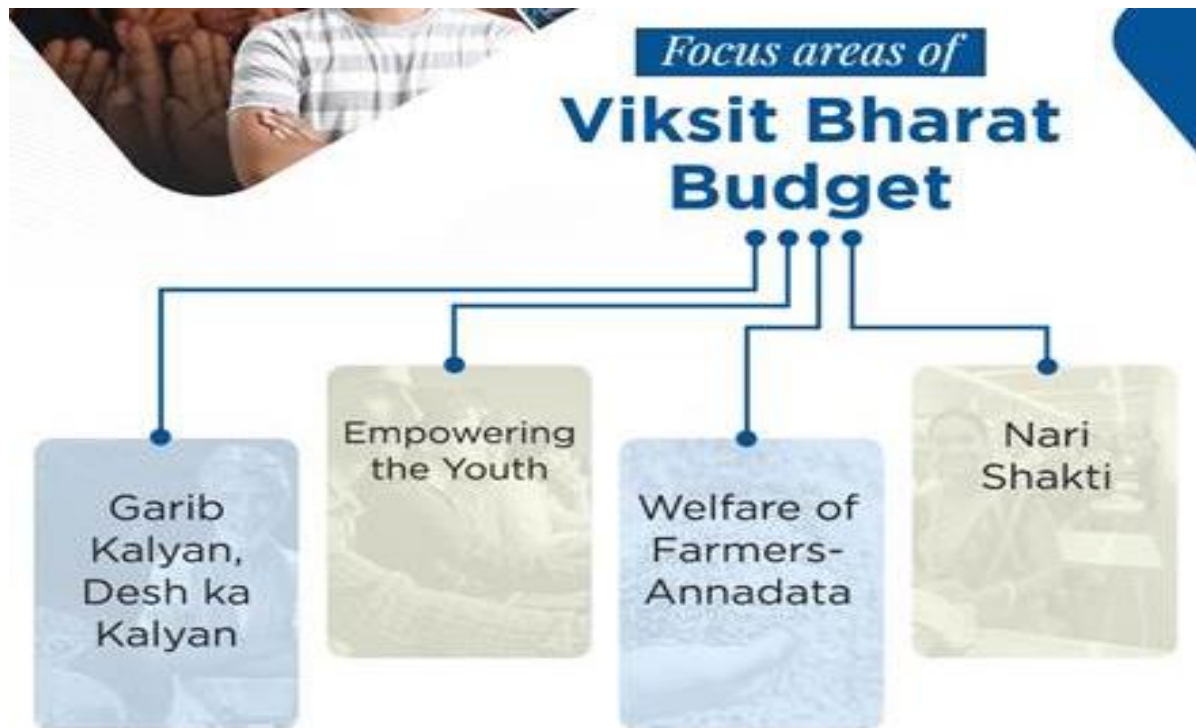 Focus areas of
Viksit Bharat
Budget
Garib
Kalyan,
Desh ka
Kalyan
Empowering
the Youth
Welfare of
Farmers-
Annadata
Nari
Shakti